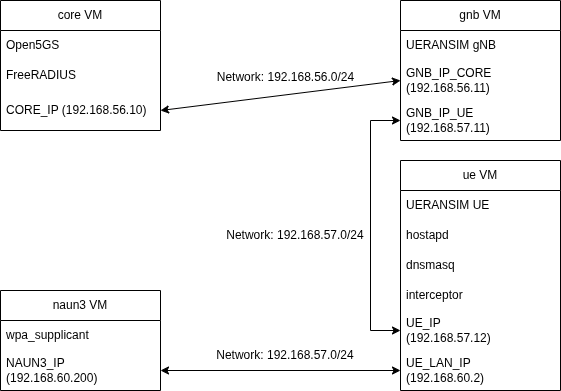 core VM
Open5GS
FreeRADIUS
CORE_IP (192.168.56.10)
Network: 192.168.56.0/24
gnb VM
UERANSIM gNB
GNB_IP_CORE
(192.168.56.11)
GNB_IP_UE
(192.168.57.11)
Network: 192.168.57.0/24
ue VM
UERANSIM UE
hostapd
dnsmasq
interceptor
UE_IP
(192.168.57.12)
UE_LAN_IP
(192.168.60.2)
naun3 VM
wpa_supplicant
NAUN3_IP
(192.168.60.200)
Network: 192.168.57.0/24